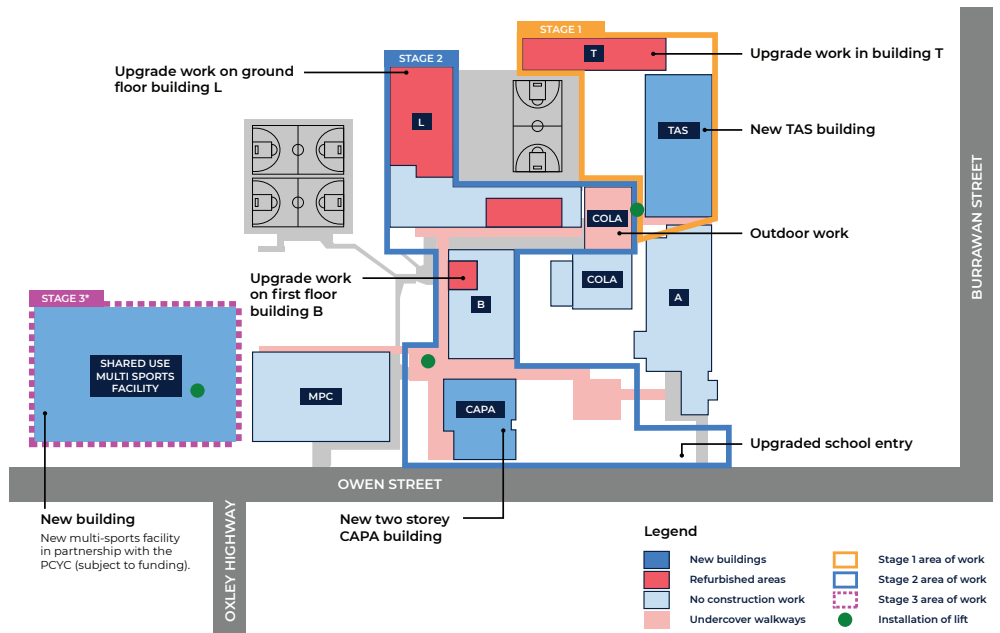 STAGE 1
T
Upgrade work in building T
STAGE 2
Upgrade work on ground
floor building L
L
TAS
New TAS building
BURRAWAN STREET
COLA
Outdoor work
Upgrade work
on first floor
building B
COLA
B
A
STAGE 3*
SHARED USE
MULTI SPORTS
FACILITY
MPC
CAPA
Upgraded school entry
OWEN STREET
New building
New multi-sports facility
in partnership with the
PCYC (subject to funding).
OXLEY HIGHWAY
New two storey
CAPA building
Legend
New buildings
Refurbished areas
No construction work
Undercover walkways
Stage 1 area of work
Stage 2 area of work
Stage 3 area of work
Installation of lift